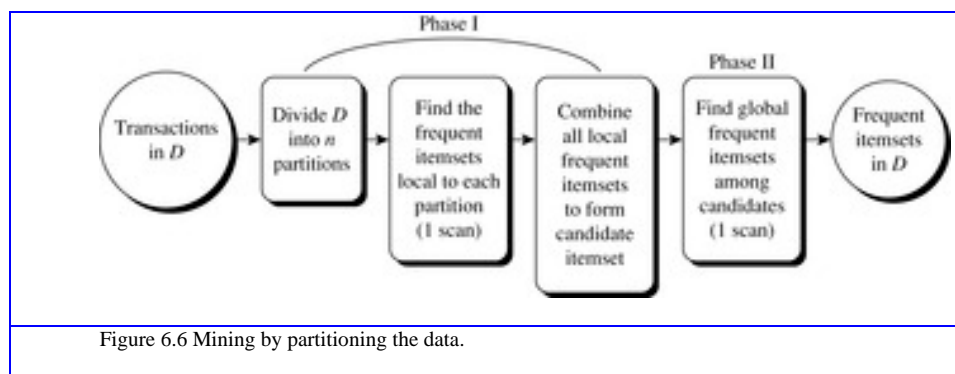 Phase I
Phase II
Transactions
in D
Divide D
into n
partitions
Find the
frequent
itemsets
local to each
partition
(1 scan)
Combine
all local
frequent
itemsets
to form
candidate
itemset
Find global
frequent
itemsets
among
candidates
(1 scan)
Frequent
itemsets
in D
Figure 6.6 Mining by partitioning the data.